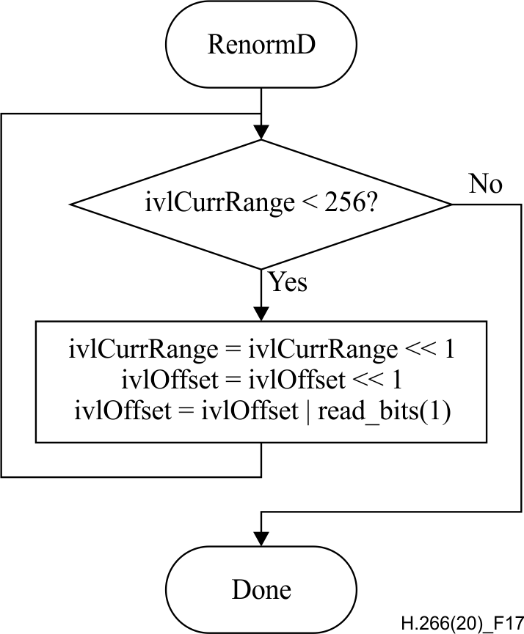 RenormD
ivlCurrRange < 256?
No
Yes
ivlCurrRange = ivlCurrRange << 1
ivlOffset = ivlOffset << 1
ivlOffset = ivlOffset | read_bits(1)
Done
H.266(20)_F17